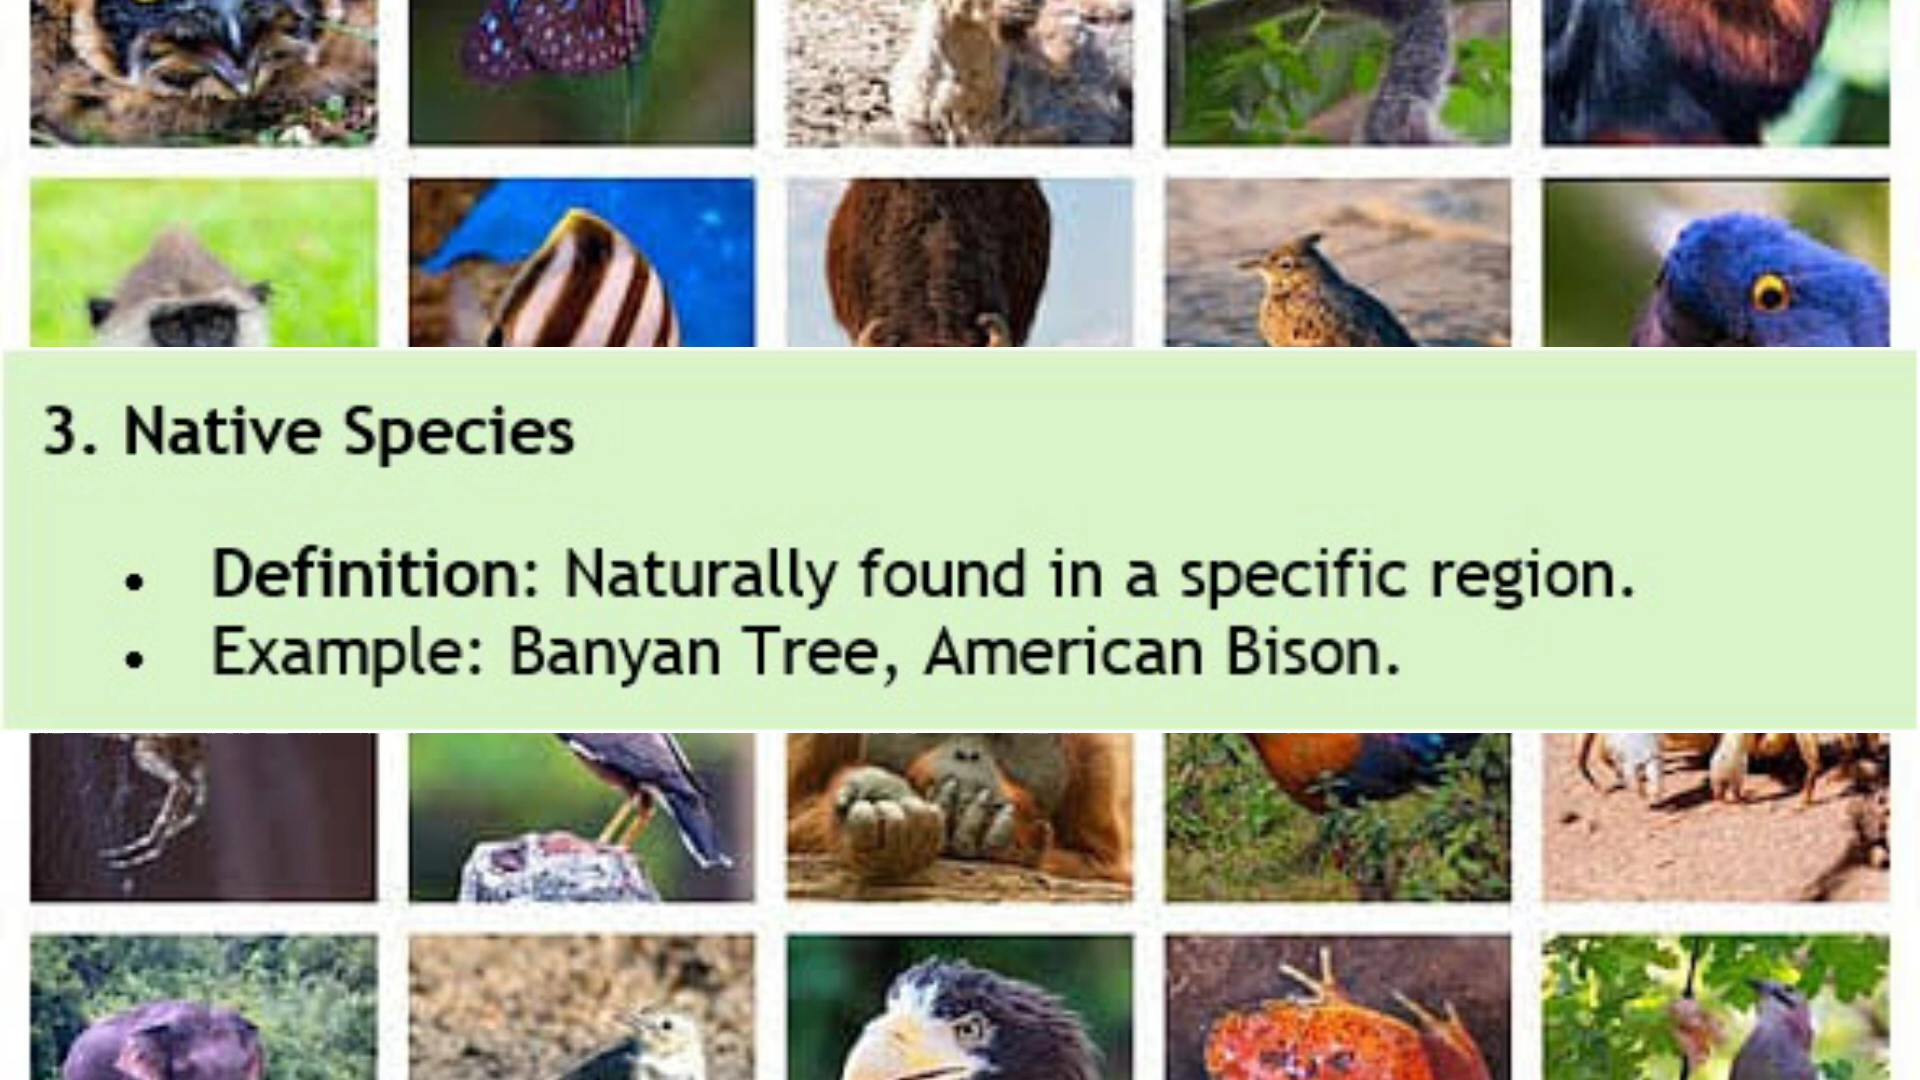 3. Native Species
• Definition: Naturally found in a specific region.
• Example: Banyan Tree, American Bison.